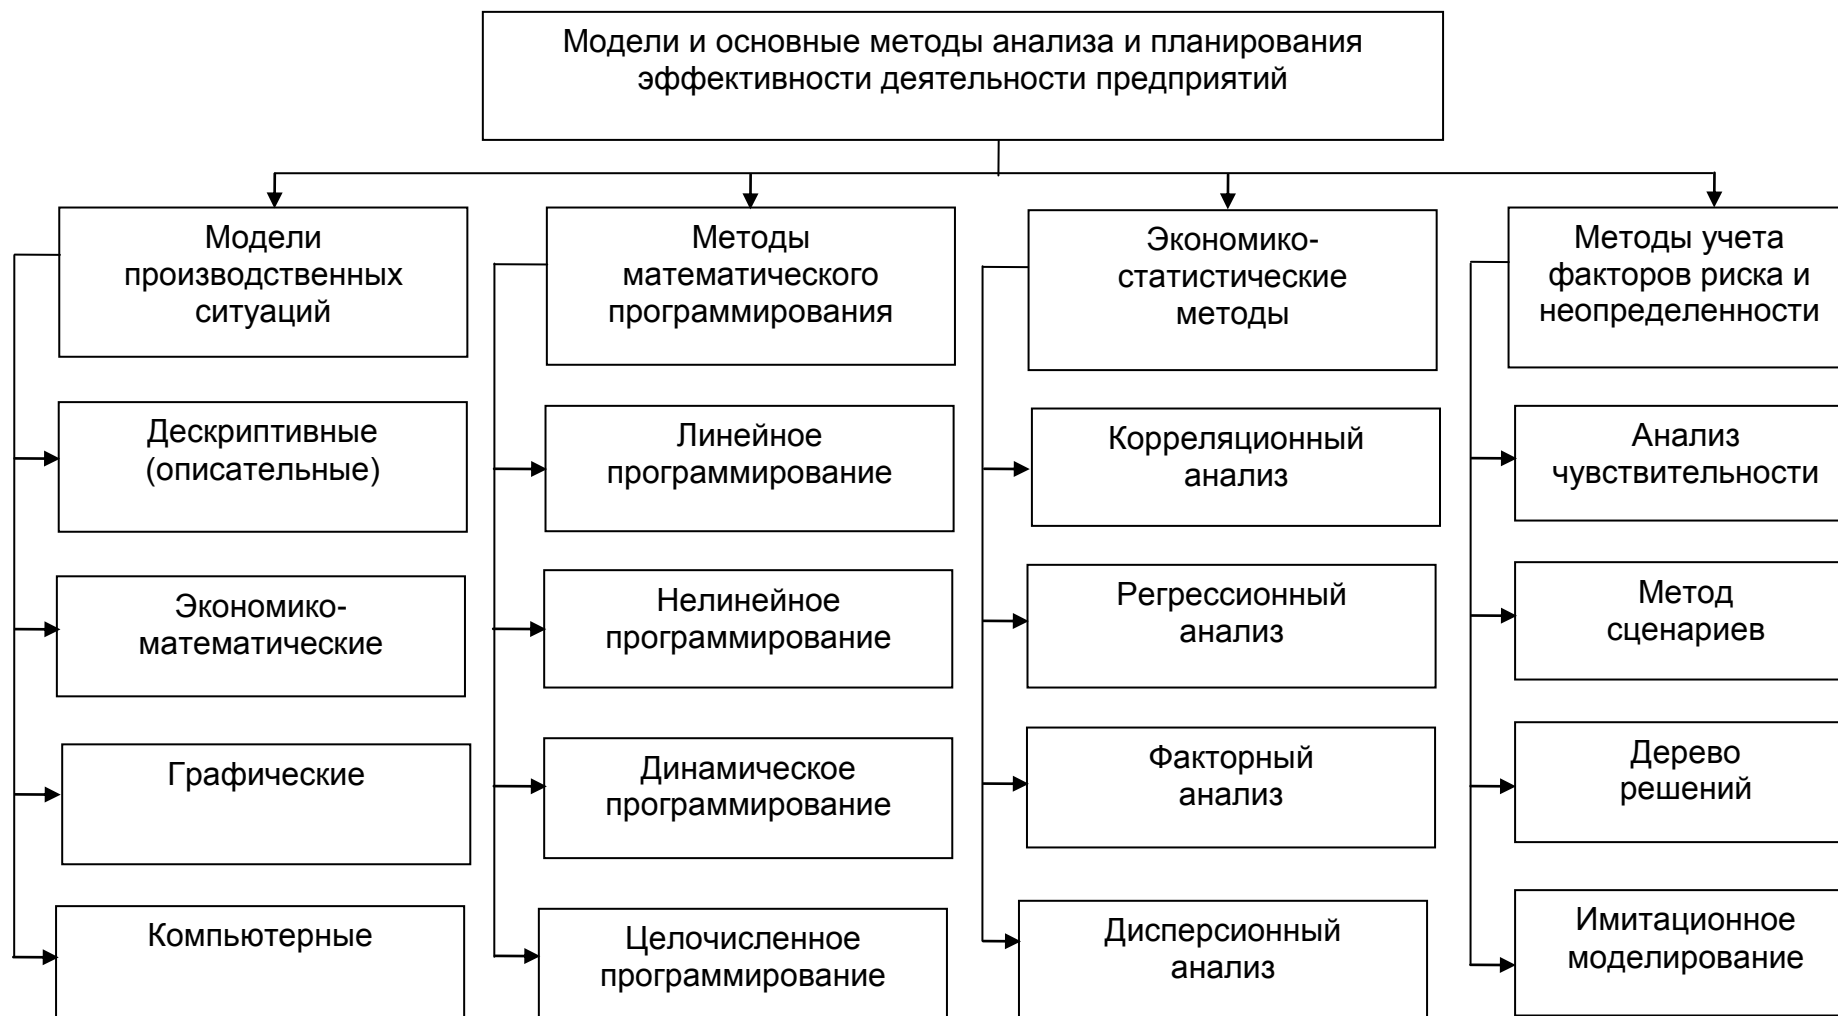 Модели и основные методы анализа и планирования
эффективности деятельности предприятий
Модели
производственных
ситуаций
Дескриптивные
(описательные)
Экономико-
математические
Графические
Компьютерные
Методы
математического
программирования
Линейное
программирование
Нелинейное
программирование
Динамическое
программирование
Целочисленное
программирование
Экономико-
статистические
методы
Корреляционный
анализ
Регрессионный
анализ
Факторный
анализ
Дисперсионный
анализ
Методы учета
факторов риска и
неопределенности
Анализ
чувствительности
Метод
сценариев
Дерево
решений
Имитационное
моделирование